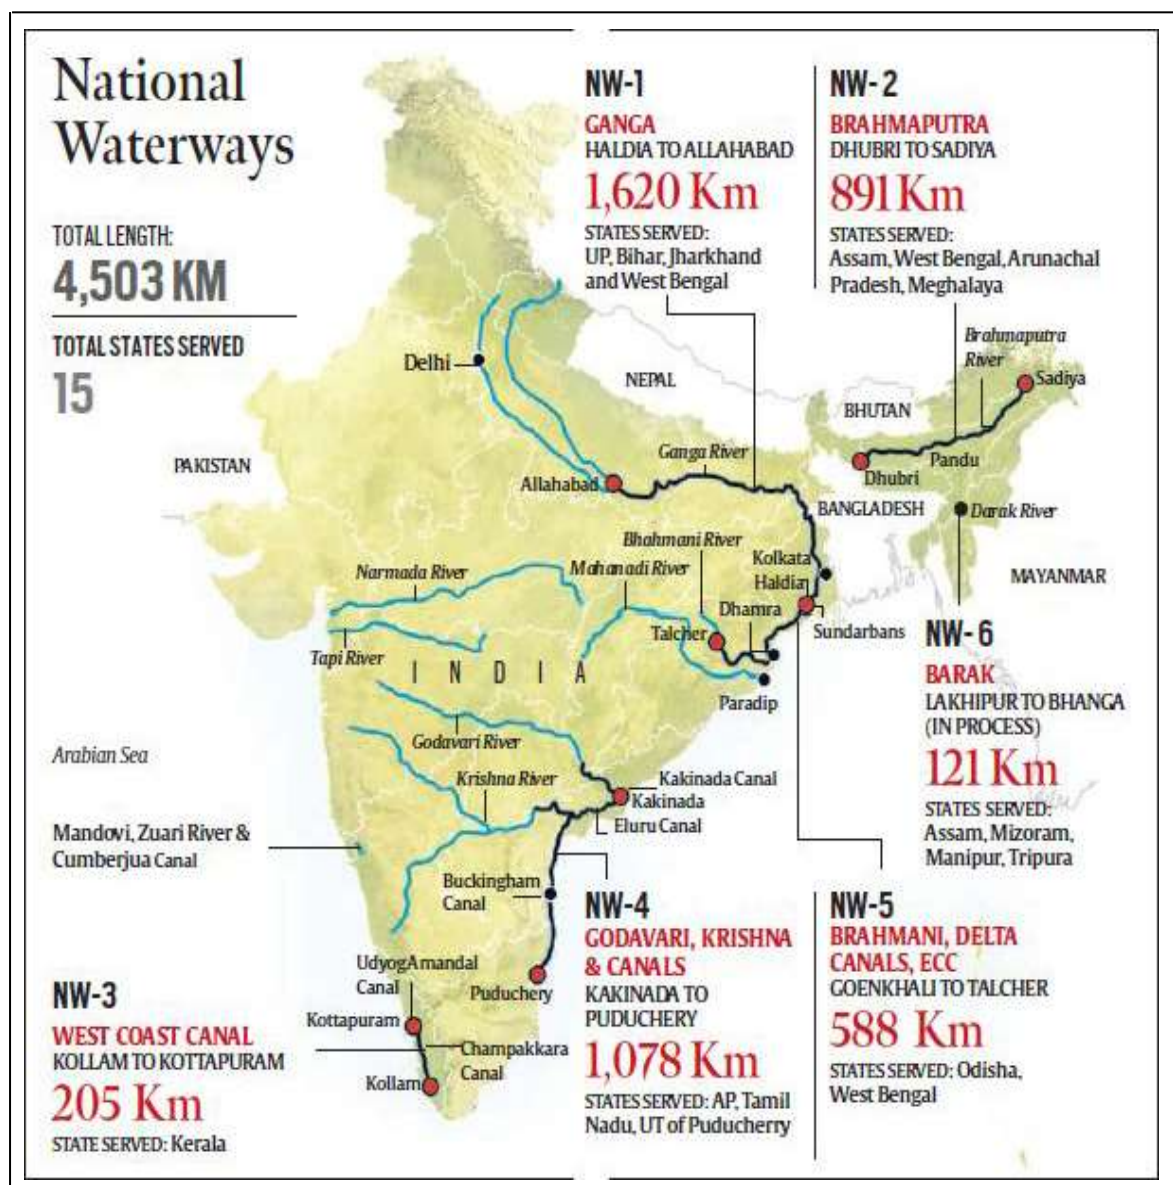 National
Waterways
TOTAL LENGTH:
4,503 KM
TOTAL STATES SERVED
15
NW-1
GANGA
HALDIA TO ALLAHABAD
1,620 Km
STATES SERVED:
UP, Bihar, Jharkhand
and West Bengal
NW-2
BRAHMAPUTRA
DHUBRI TO SADIYA
891 Km
STATES SERVED:
Assam, West Bengal, Arunachal
Pradesh, Meghalaya
Brahmaputra
River
Sadiya
Delhi
NEPAL
BHUTAN
PAKISTAN
Ganga River
Pandu
Dhubri
Allahabad
BANGLADESH
Darak River
Bhahmani River
Kolkata
Narmada River
Mahanadi River
Haldia
MAYANMAR
Dhamra
Talcher
Sundarbans
Tapi River
INDIA
Paradip
NW-6
BARAK
LAKHIPUR TO BHANGA
(IN PROCESS)
121 Km
STATES SERVED:
Assam, Mizoram,
Manipur, Tripura
Godavari River
Arabian Sea
Krishna River
Kakinada Canal
Kakinada
Eluru Canal
Mandovi, Zuari River &
Cumberjua Canal
Buckingham
Canal
UdyogAmandal
Canal
Puduchery
Kottapuram
Champakkara
Canal
Kollam
NW-3
WEST COAST CANAL
KOLLAM TO KOTTAPURAM
205 Km
STATE SERVED: Kerala
NW-4
GODAVARI, KRISHNA
& CANALS
KAKINADA TO
PUDUCHERY
1,078 Km
STATES SERVED: AP, Tamil
Nadu, UT of Puducherry
NW-5
BRAHMANI, DELTA
CANALS, ECC
GOENKHALI TO TALCHER
588 Km
STATES SERVED: Odisha,
West Bengal